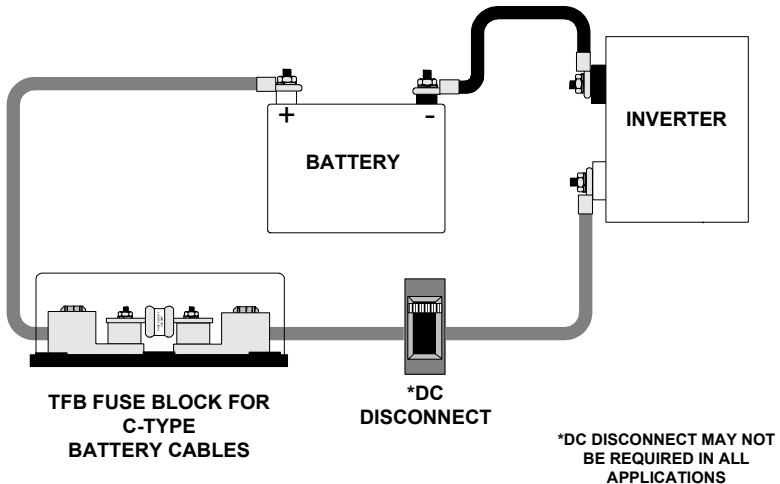 +
-
BATTERY
INVERTER
TFB FUSE BLOCK FOR
C-TYPE
BATTERY CABLES
*DC
DISCONNECT
*DC DISCONNECT MAY NOT
BE REQUIRED IN ALL
APPLICATIONS